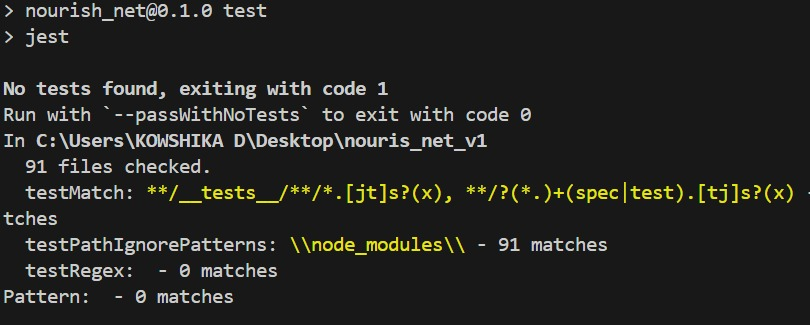 > nourish_net@0.1.0 test
> jest
No tests found, exiting with code 1
Run with `--passWithNoTests` to exit with code 0
In C:\Users\KOWSHIKA D\Desktop\nouris_net_v1
  91 files checked.
  testMatch: **/__tests__/**/*.[jt]s?(x), **/?(*.)+(spec|test).[tj]s?(x) -
tches
  testPathIgnorePatterns: \\node_modules\\ - 91 matches
  testRegex:  - 0 matches
Pattern:  - 0 matches